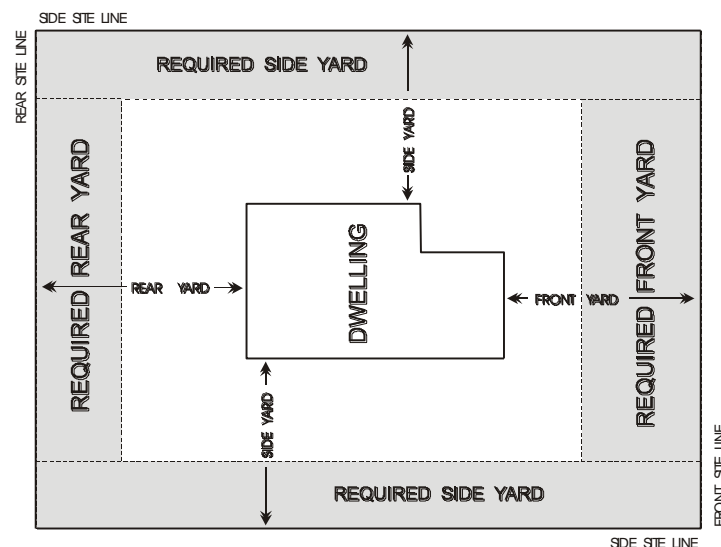 SIDE SITE LINE
REAR SITE LINE
REQUIRED SIDE YARD
SIDE YARD
REQUIRED REAR YARD
REAR YARD
DWELLING
FRONT YARD
REQUIRED FRONT YARD
SIDE YARD
REQUIRED SIDE YARD
FRONT SITE LINE
SIDE SITE LINE